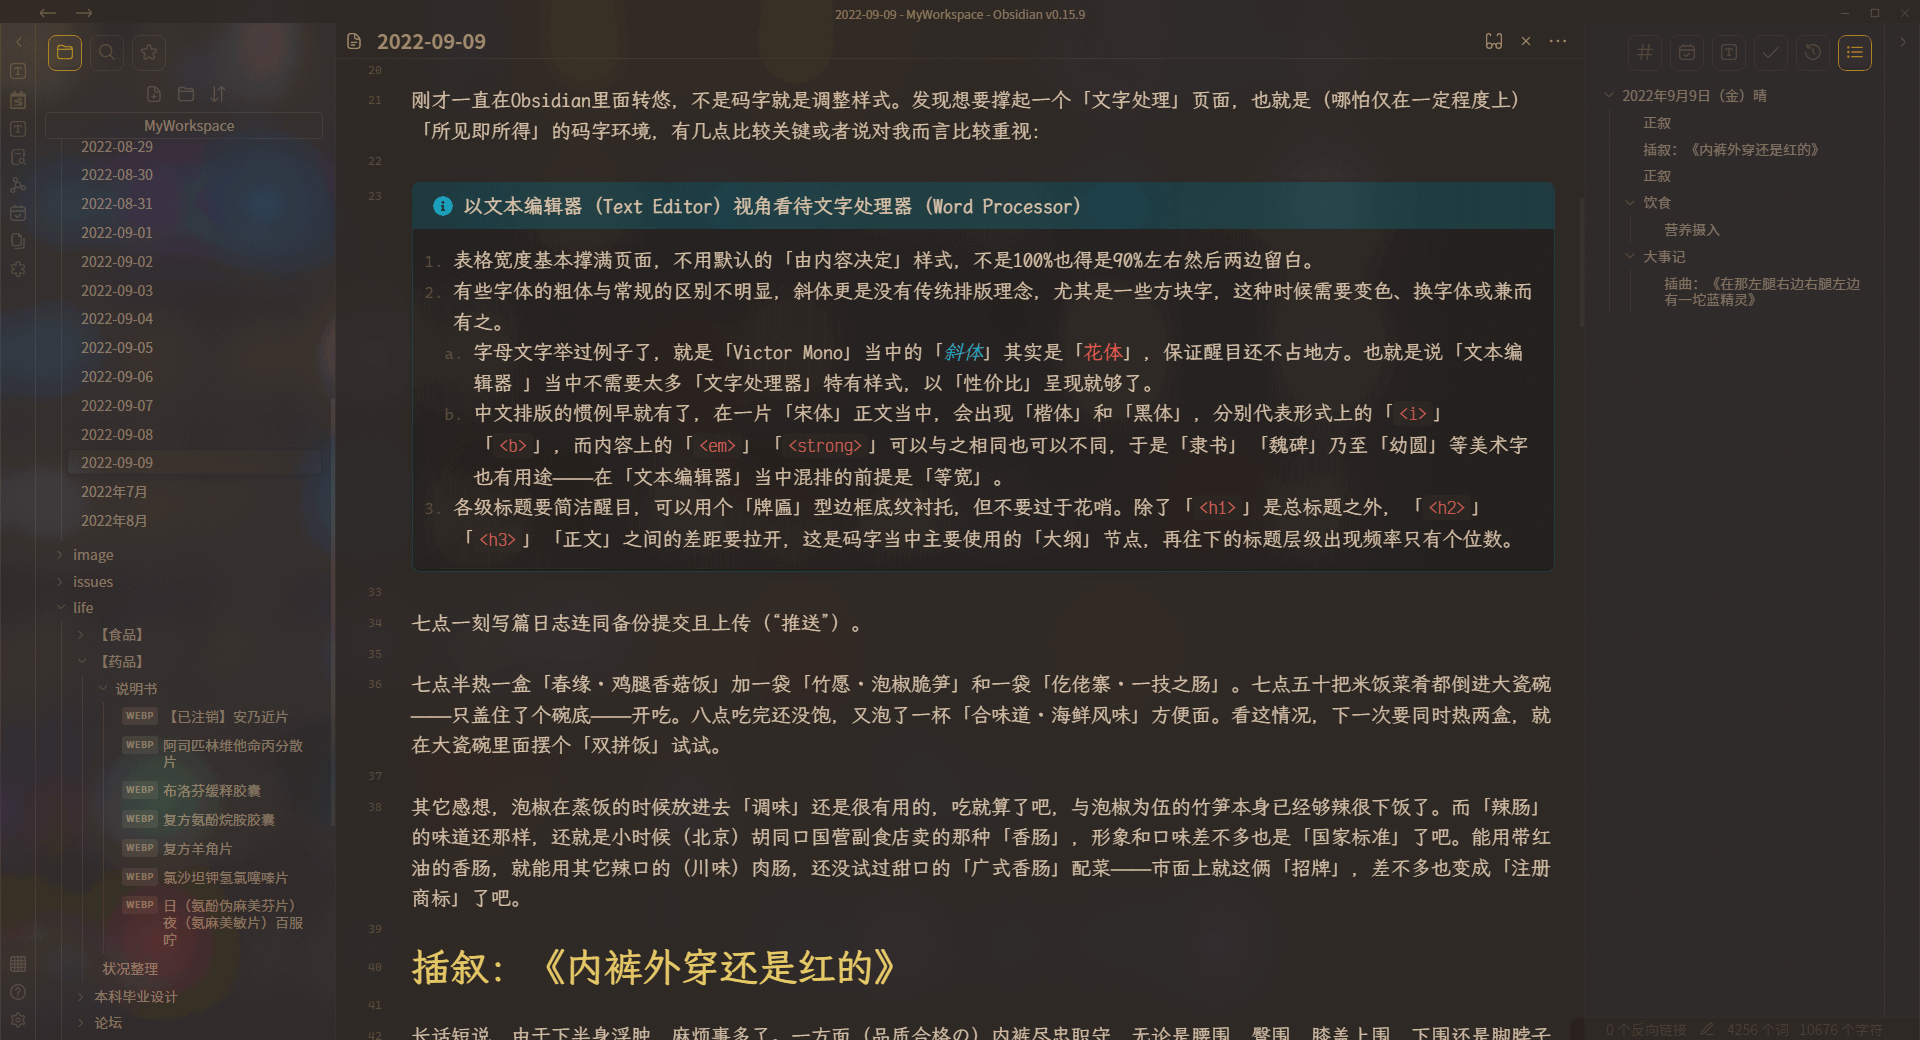 2022-09-09 - MyWorkspace - Obsidian v0.15.9
MyWorkspace
2022-08-29
2022-08-30
2022-08-31
2022-09-01
2022-09-02
2022-09-03
2022-09-04
2022-09-05
2022-09-06
2022-09-07
2022-09-08
2022-09-09
2022年7月
2022年8月
image
issues
life
【食品】
【药品】
说明书
WEBP 【已注销】安乃近片
WEBP 阿司匹林维他命丙分散
片
WEBP 布洛芬缓释胶囊
WEBP 复方氨酚烷胺胶囊
WEBP 复方羊角片
WEBP 氯沙坦钾氢氯噻嗪片
WEBP 日（氨酚伪麻美芬片）
夜（氨麻美敏片）百服
咛
状况整理
本科毕业设计
论坛
2022-09-09
20
21 刚才一直在Obsidian里面转悠，不是码字就是调整样式。发现想要撑起一个「文字处理」页面，也就是（哪怕仅在一定程度上）
「所见即所得」的码字环境，有几点比较关键或者说对我而言比较重视：
22
23 以文本编辑器（Text Editor）视角看待文字处理器（Word Processor）
1. 表格宽度基本撑满页面，不用默认的「由内容决定」样式，不是100%也得是90%左右然后两边留白。
2. 有些字体的粗体与常规的区别不明显，斜体更是没有传统排版理念，尤其是一些方块字，这种时候需要变色、换字体或兼而
有之。
a. 字母文字举过例子了，就是「Victor Mono」当中的「斜体」其实是「花体」，保证醒目还不占地方。也就是说「文本编
辑器 」当中不需要太多「文字处理器」特有样式，以「性价比」呈现就够了。
b. 中文排版的惯例早就有了，在一片「宋体」正文当中，会出现「楷体」和「黑体」，分别代表形式上的「<i>」
「<b>」，而内容上的「<em>」「<strong>」可以与之相同也可以不同，于是「隶书」「魏碑」乃至「幼圆」等美术字
也有用途——在「文本编辑器」当中混排的前提是「等宽」。
3. 各级标题要简洁醒目，可以用个「牌匾」型边框底纹衬托，但不要过于花哨。除了「<h1>」是总标题之外，「<h2>」
「<h3>」「正文」之间的差距要拉开，这是码字当中主要使用的「大纲」节点，再往下的标题层级出现频率只有个位数。
33
34 七点一刻写篇日志连同备份提交且上传（“推送”）。
35
36 七点半热一盒「春缘·鸡腿香菇饭」加一袋「竹愿·泡椒脆笋」和一袋「仡佬寨·一技之肠」。七点五十把米饭菜肴都倒进大瓷碗
——只盖住了个碗底——开吃。八点吃完还没饱，又泡了一杯「合味道·海鲜风味」方便面。看这情况，下一次要同时热两盒，就
在大瓷碗里面摆个「双拼饭」试试。
37
38 其它感想，泡椒在蒸饭的时候放进去「调味」还是很有用的，吃就算了吧，与泡椒为伍的竹笋本身已经够辣很下饭了。而「辣肠」
的味道还那样，还就是小时候（北京）胡同口国营副食店卖的那种「香肠」，形象和口味差不多也是「国家标准」了吧。能用带红
油的香肠，就能用其它辣口的（川味）肉肠，还没试过甜口的「广式香肠」配菜——市面上就这俩「招牌」，差不多也变成「注册
商标」了吧。
39
40 插叙：《内裤外穿还是红的》
41
42 长话短说，由于下半身浮肿，麻烦事多了。一方面（品质合格の）内裤尽忠职守，无论是腰围、臀围、膝盖上围、下围还是脚脖子
2022年9月9日（金）晴
正叙
插叙：《内裤外穿还是红的》
正叙
饮食
营养摄入
大事记
插曲：《在那左腿右边右腿左边
有一坨蓝精灵》
0 个反向链接 4256 个词 10676 个字符